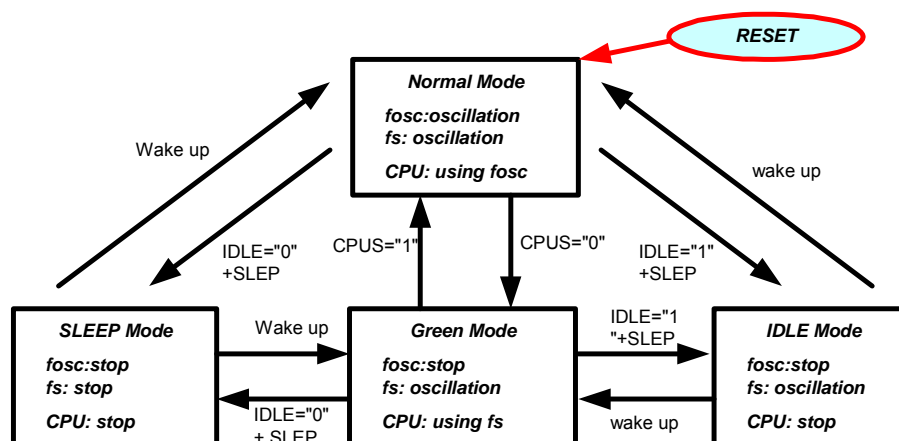 RESET
Normal Mode
fosc:oscillation
fs: oscillation
CPU: using fosc
Wake up
wake up
IDLE="0"
+SLEP
CPUS="1"
CPUS="0"
IDLE="1"
+SLEP
SLEEP Mode
fosc:stop
fs: stop
CPU: stop
Wake up
IDLE="0"
+ SLEP
Green Mode
fosc:stop
fs: oscillation
CPU: using fs
IDLE="1
"+SLEP
wake up
IDLE Mode
fosc:stop
fs: oscillation
CPU: stop